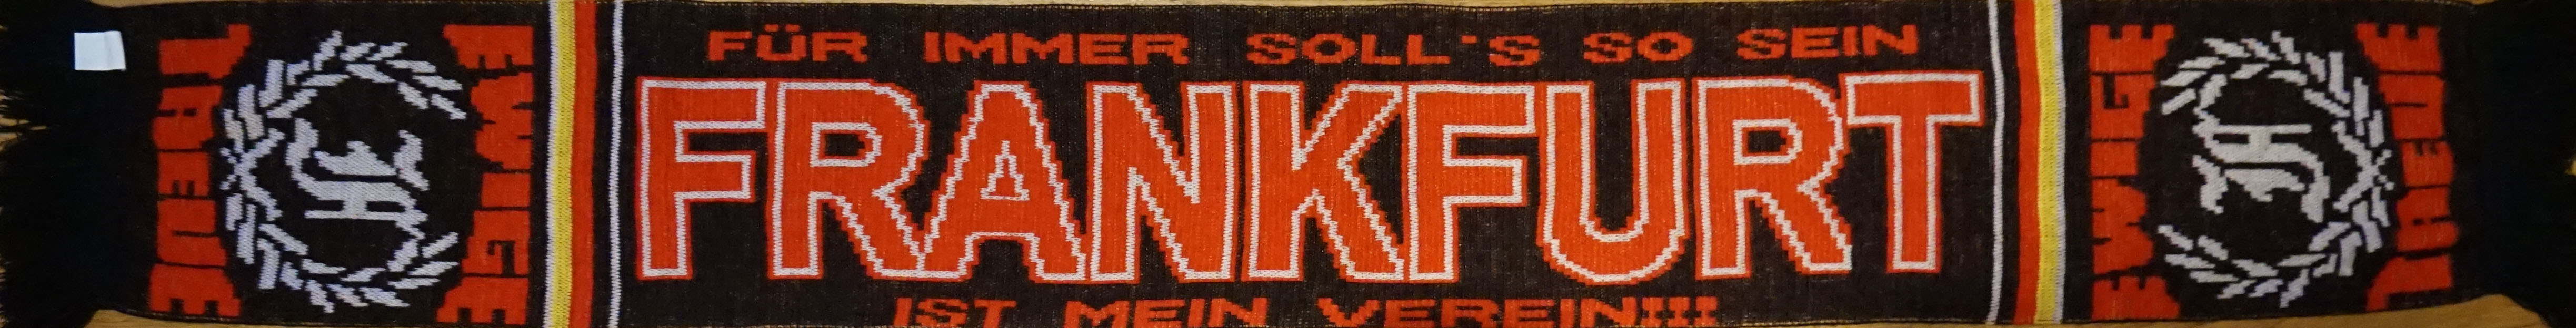 EWIGE
TREUE
FÜR IMMER SOLL'S SO SEIN
FRANKFURT
IST MEIN VEREIN!!!
EWIGE
TREUE